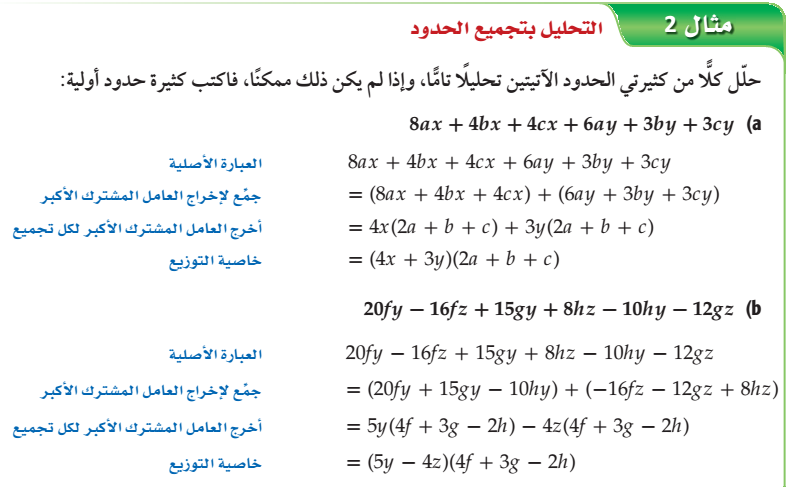 مثال 2 التحليل بتجميع الحدود
حلّل كلًّا من كثيرتي الحدود الآتيتين تحليلًا تامًّا، وإذا لم يكن ذلك ممكنًا، فاكتب كثيرة حدود أولية:
(a 8ax + 4bx + 4cx + 6ay + 3by + 3cy
8ax + 4bx + 4cx + 6ay + 3by + 3cy العبارة الأصلية
= (8ax + 4bx + 4cx) + (6ay + 3by + 3cy) جمّع لإخراج العامل المشترك الأكبر
= 4x(2a + b + c) + 3y(2a + b + c) أخرج العامل المشترك الأكبر لكل تجميع
= (4x + 3y)(2a + b + c) خاصية التوزيع
(b 20fy − 16fz + 15gy + 8hz − 10hy − 12gz
20fy − 16fz + 15gy + 8hz − 10hy − 12gz العبارة الأصلية
= (20fy + 15gy − 10hy) + (−16fz − 12gz + 8hz) جمّع لإخراج العامل المشترك الأكبر
= 5y(4f + 3g − 2h) − 4z(4f + 3g − 2h) أخرج العامل المشترك الأكبر لكل تجميع
= (5y − 4z)(4f + 3g − 2h) خاصية التوزيع